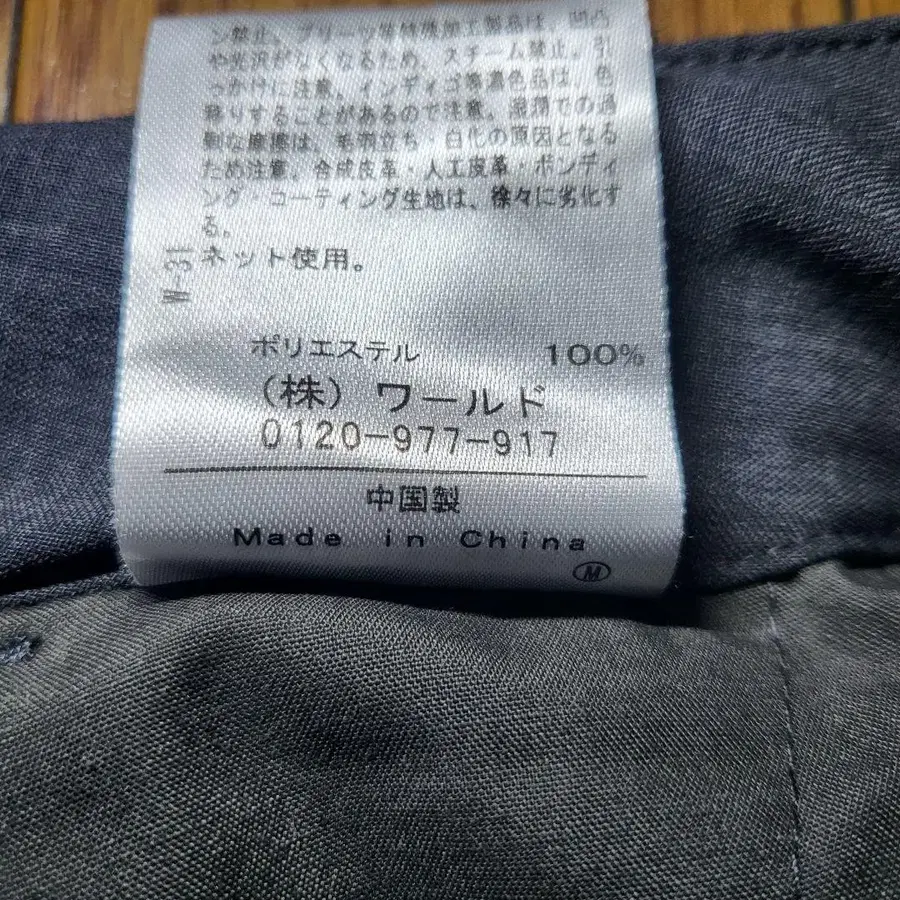 ン禁止。プリーツ等特殊加工製品は、凹凸
や光沢がなくなるため、スチーム禁止。引
っかけに注意。インディゴ等濃色品は、色
移りすることがあるので注意。湿潤での過
剰な摩擦は、毛羽立ち、白化の原因となる
ため注意。合成皮革・人工皮革・ボンディ
ング・コーティング生地は、徐々に劣化す
る。
ネット使用。
W-31
ポリエステル 100%
(株) ワールド
0120-977-917
中国製
Made in China
M